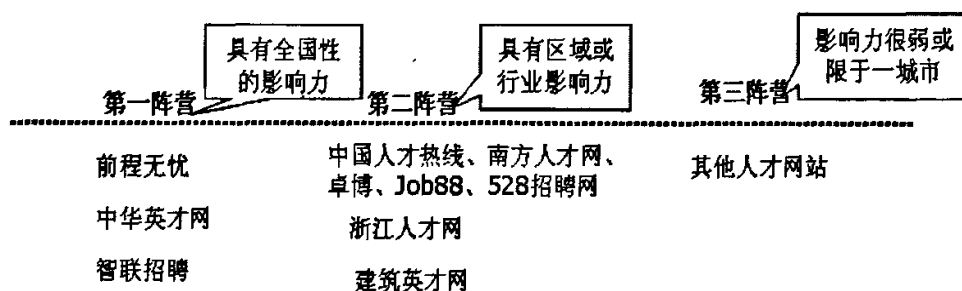 具有全国性
的影响力
具有区域或
行业影响力
影响力很弱或
限于一城市
第一阵营
第二阵营
第三阵营
前程无忧
中国人才热线、南方人才网、
卓博、Job88、528招聘网
其他人才网站
中华英才网
浙江人才网
智联招聘
建筑英才网